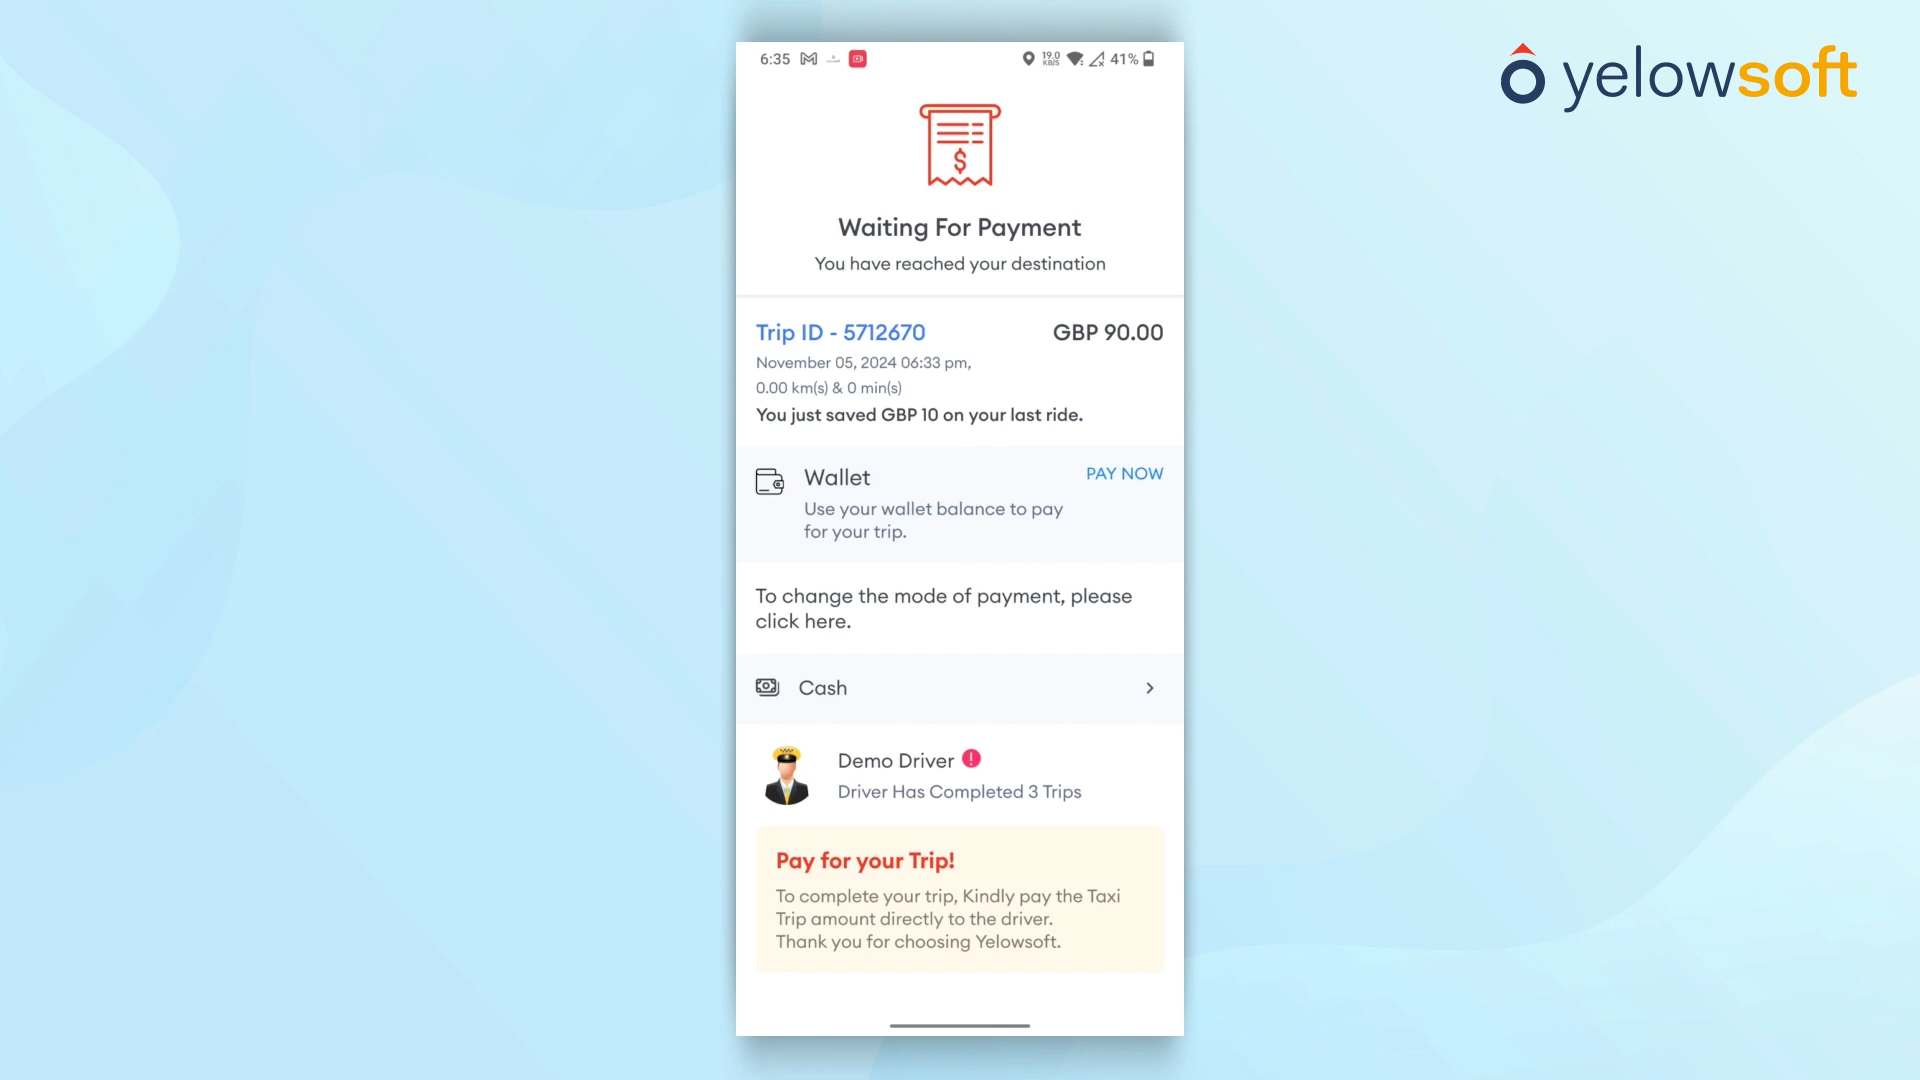 6:35
19.0
KB/S
41%
yelowsoft
$
Waiting For Payment
You have reached your destination
Trip ID - 5712670
GBP 90.00
November 05, 2024 06:33 pm,
0.00 km(s) & 0 min(s)
You just saved GBP 10 on your last ride.
Wallet
PAY NOW
Use your wallet balance to pay
for your trip.
To change the mode of payment, please
click here.
Cash
Demo Driver
Driver Has Completed 3 Trips
Pay for your Trip!
To complete your trip, Kindly pay the Taxi
Trip amount directly to the driver.
Thank you for choosing Yelowsoft.